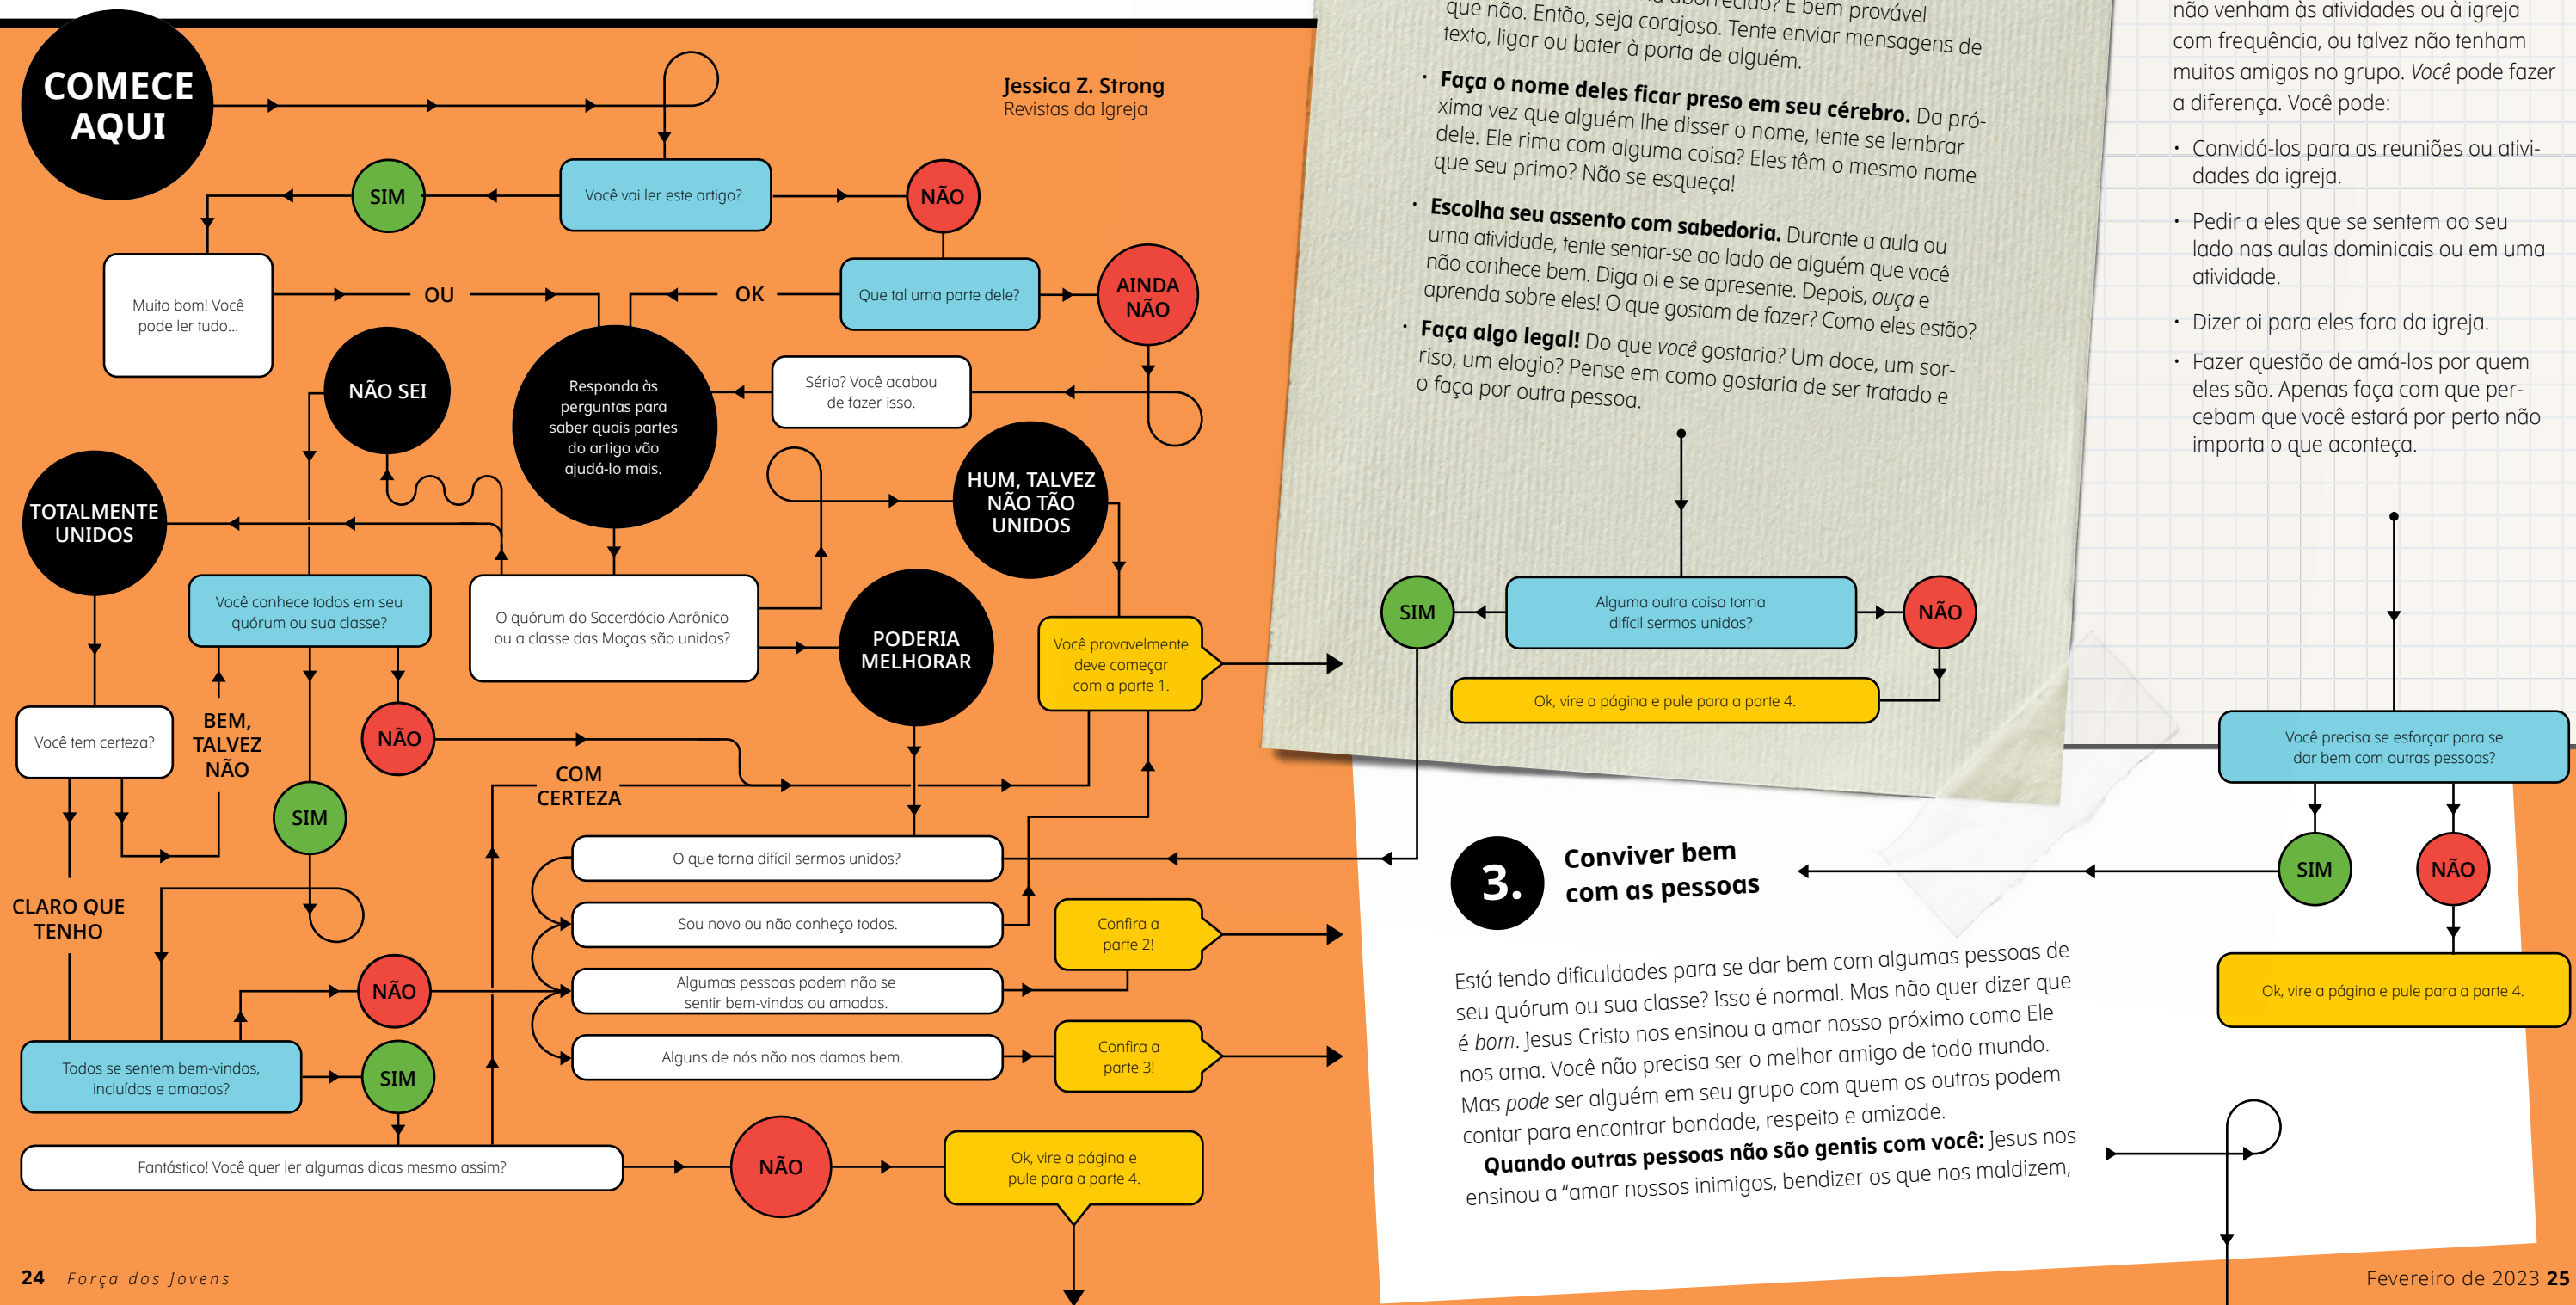 COMECE
AQUI
Jessica Z. Strong
Revistas da Igreja
SIM
Você vai ler este artigo?
NÃO
Muito bom! Você
pode ler tudo...
OU
OK
Que tal uma parte dele?
AINDA
NÃO
NÃO SEI
Responda às
perguntas para
saber quais partes
do artigo vão
ajudá-lo mais.
Sério? Você acabou
de fazer isso.
TOTALMENTE
UNIDOS
HUM, TALVEZ
NÃO TÃO
UNIDOS
Você conhece todos em seu
quórum ou sua classe?
O quórum do Sacerdócio Aarônico
ou a classe das Moças são unidos?
PODERIA
MELHORAR
Você provavelmente
deve começar
com a parte 1.
Você tem certeza?
BEM,
TALVEZ
NÃO
NÃO
SIM
COM
CERTEZA
O que torna difícil sermos unidos?
CLARO QUE
TENHO
Sou novo ou não conheço todos.
Confira a
parte 2!
NÃO
Algumas pessoas podem não se
sentir bem-vindas ou amadas.
Todos se sentem bem-vindos,
incluídos e amados?
SIM
Alguns de nós não nos damos bem.
Confira a
parte 3!
Fantástico! Você quer ler algumas dicas mesmo assim?
NÃO
Ok, vire a página e
pule para a parte 4.
24 Força dos Jovens
aborrecido? É bem provável
que não. Então, seja corajoso. Tente enviar mensagens de
texto, ligar ou bater à porta de alguém.
· Faça o nome deles ficar preso em seu cérebro. Da pró-
xima vez que alguém lhe disser o nome, tente se lembrar
dele. Ele rima com alguma coisa? Eles têm o mesmo nome
que seu primo? Não se esqueça!
· Escolha seu assento com sabedoria. Durante a aula ou
uma atividade, tente sentar-se ao lado de alguém que você
não conhece bem. Diga oi e se apresente. Depois, ouça e
aprenda sobre eles! O que gostam de fazer? Como eles estão?
· Faça algo legal! Do que você gostaria? Um doce, um sor-
riso, um elogio? Pense em como gostaria de ser tratado e
o faça por outra pessoa.
SIM
Alguma outra coisa torna
difícil sermos unidos?
NÃO
Ok, vire a página e pule para a parte 4.
não venham às atividades ou à igreja
com frequência, ou talvez não tenham
muitos amigos no grupo. Você pode fazer
a diferença. Você pode:
· Convidá-los para as reuniões ou ativi-
dades da igreja.
· Pedir a eles que se sentem ao seu
lado nas aulas dominicais ou em uma
atividade.
· Dizer oi para eles fora da igreja.
· Fazer questão de amá-los por quem
eles são. Apenas faça com que per-
cebam que você estará por perto não
importa o que aconteça.
Você precisa se esforçar para se
dar bem com outras pessoas?
SIM
NÃO
Ok, vire a página e pule para a parte 4.
3.
Conviver bem
com as pessoas
Está tendo dificuldades para se dar bem com algumas pessoas de
seu quórum ou sua classe? Isso é normal. Mas não quer dizer que
é bom. Jesus Cristo nos ensinou a amar nosso próximo como Ele
nos ama. Você não precisa ser o melhor amigo de todo mundo.
Mas pode ser alguém em seu grupo com quem os outros podem
contar para encontrar bondade, respeito e amizade.
Quando outras pessoas não são gentis com você: Jesus nos
ensinou a “amar nossos inimigos, bendizer os que nos maldizem,
Fevereiro de 2023 25